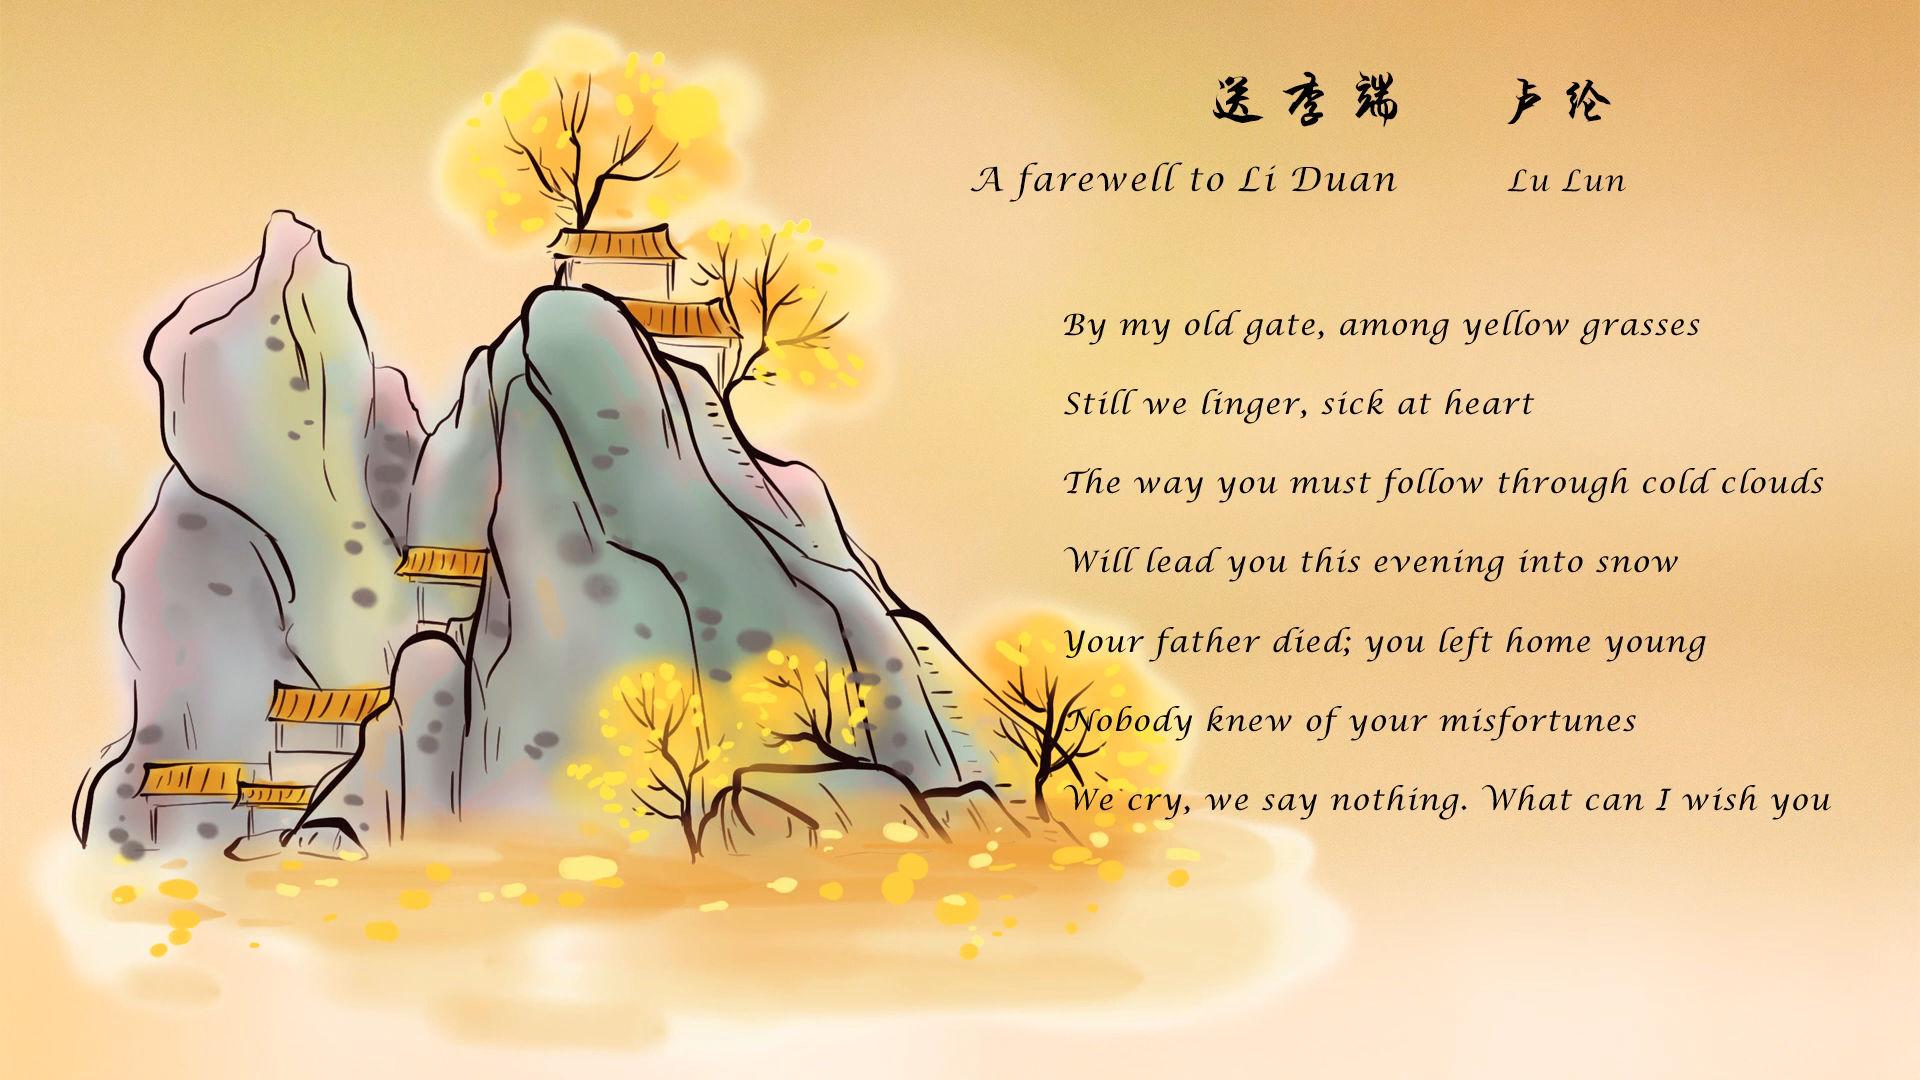 送季端 卢纶
A farewell to Li Duan Lu Lun
By my old gate, among yellow grasses
Still we linger, sick at heart
The way you must follow through cold clouds
Will lead you this evening into snow
Your father died; you left home young
Nobody knew of your misfortunes
We cry, we say nothing. What can I wish you